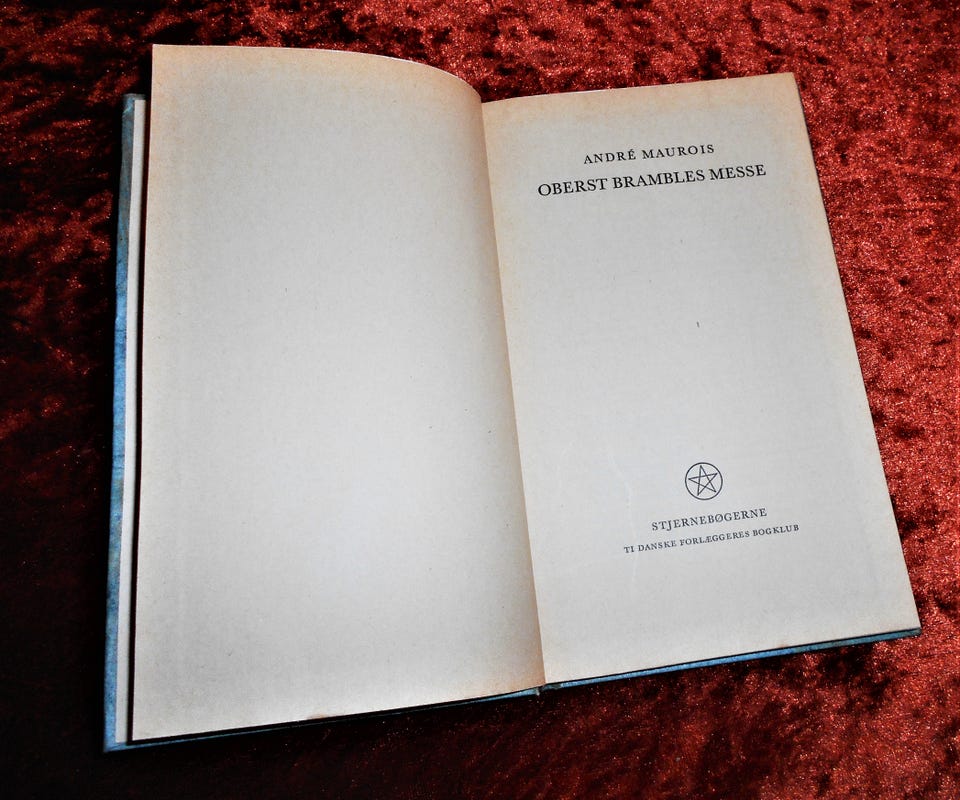 ANDRÉ MAUROIS
OBERST BRAMBLES MESSE
STJERNEBØGERNE
TI DANSKE FORLÆGGERES BOGKLUB